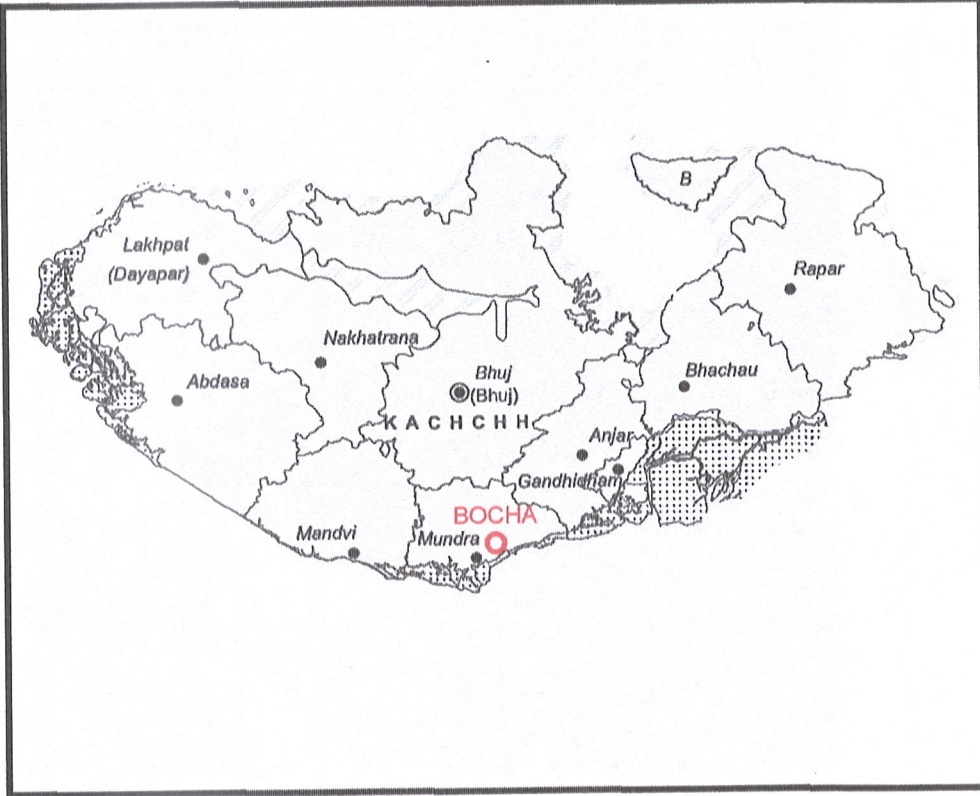 B
Lakhpat
(Dayapar)
Rapar
Nakhatrana
Bhuj
(Bhuj)
Bhachau
Abdasa
KACHCHH
Anjar
Gandhidham
BOCHA
Mandvi
Mundra